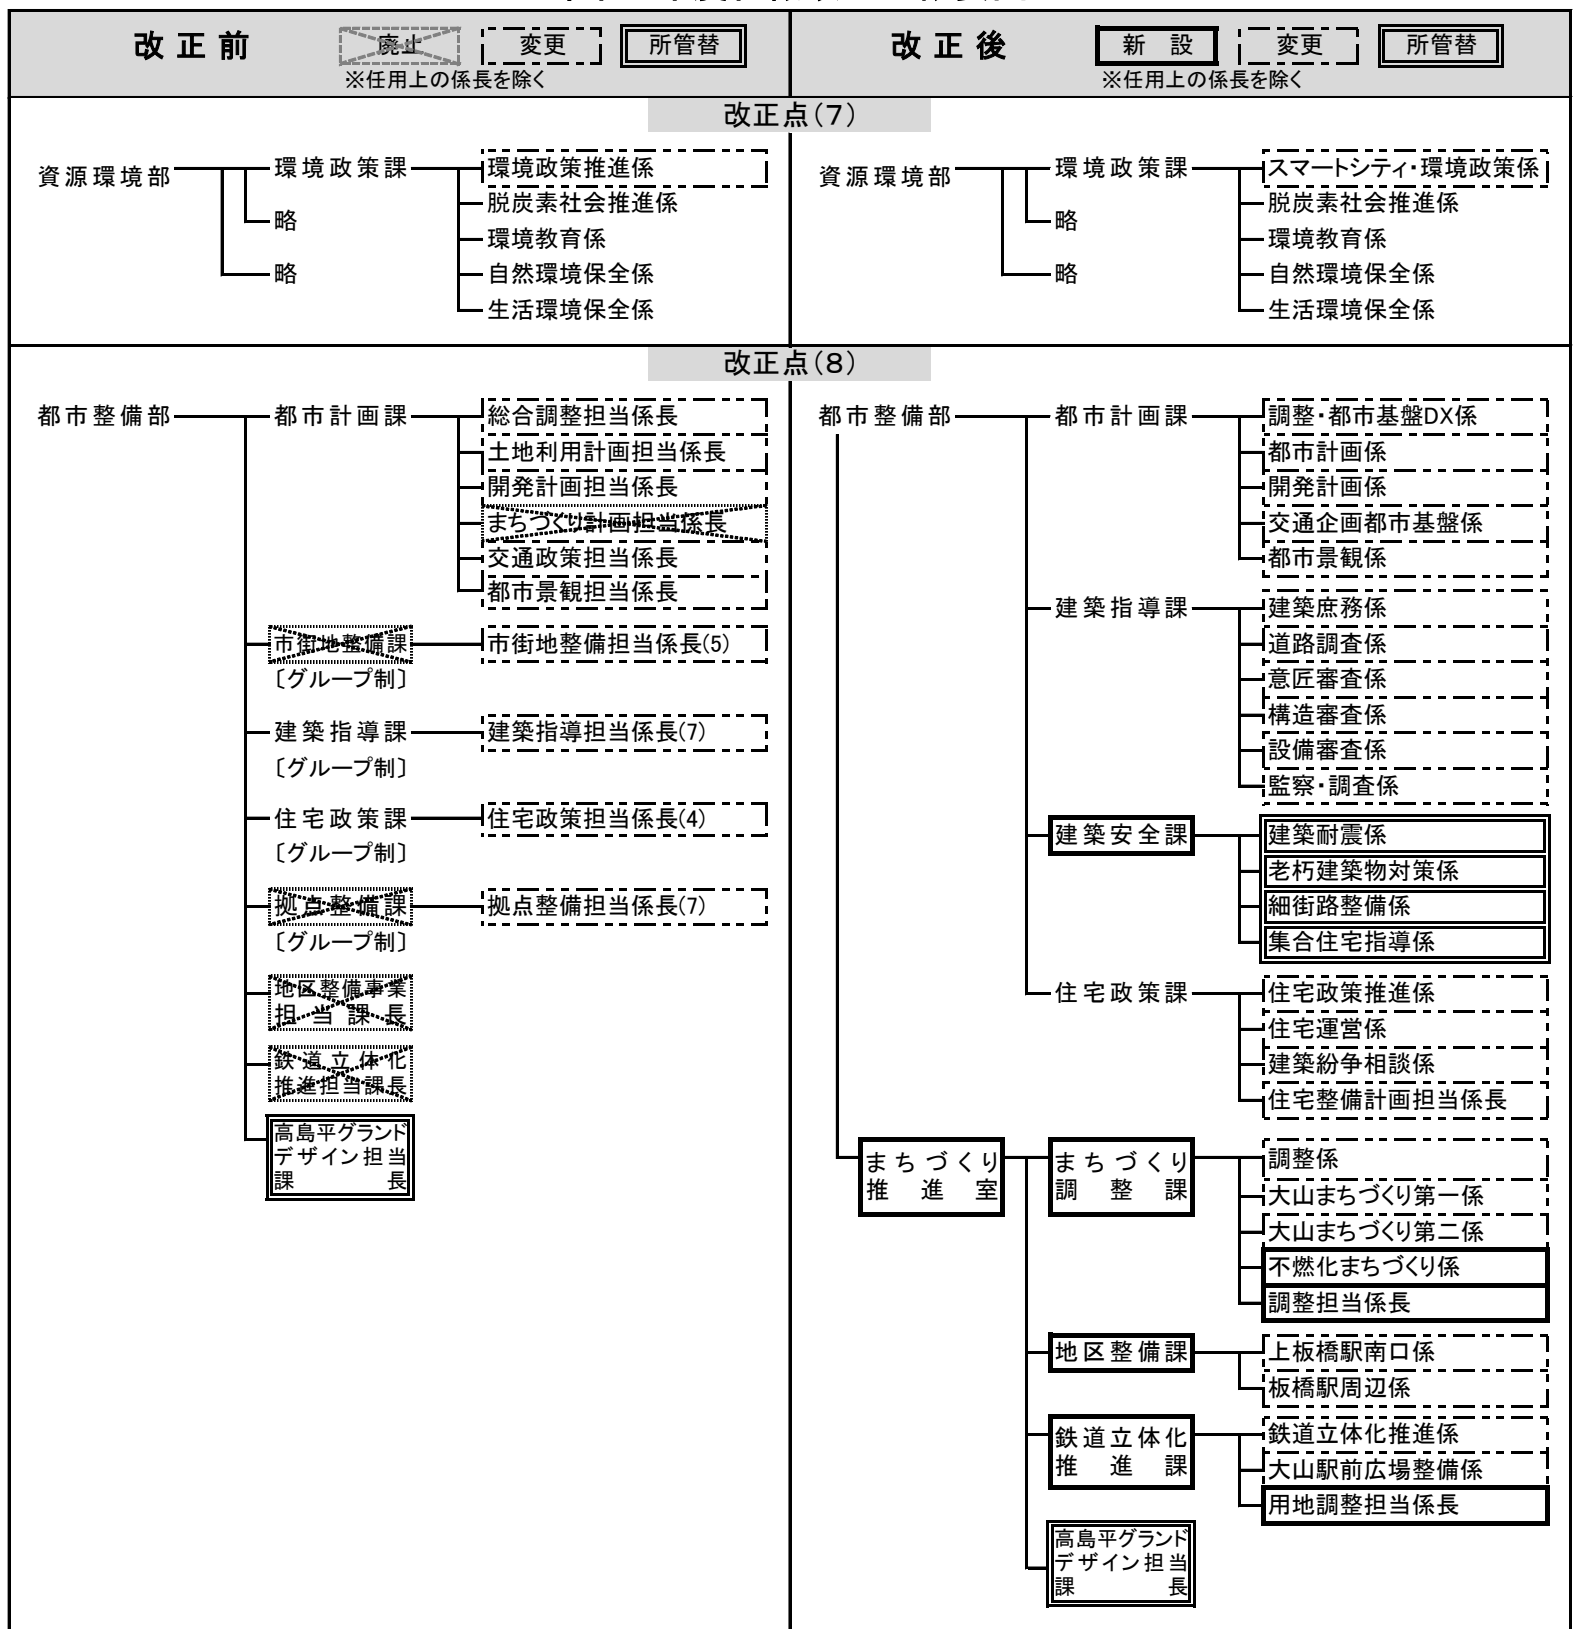 改正前
廃止
変更
所管替
※任用上の係長を除く
改正後
新設
変更
所管替
※任用上の係長を除く
改正点(7)
資源環境部
環境政策課
環境政策推進係
脱炭素社会推進係
略
環境教育係
略
自然環境保全係
生活環境保全係
資源環境部
環境政策課
スマートシティ・環境政策係
脱炭素社会推進係
略
環境教育係
略
自然環境保全係
生活環境保全係
改正点(8)
都市整備部
都市計画課
総合調整担当係長
土地利用計画担当係長
開発計画担当係長
まちづくり計画担当係長
交通政策担当係長
都市景観担当係長
市街地整備課
市街地整備担当係長(5)
〔グループ制〕
建築指導課
建築指導担当係長(7)
〔グループ制〕
住宅政策課
住宅政策担当係長(4)
〔グループ制〕
拠点整備課
拠点整備担当係長(7)
〔グループ制〕
地区整備事業
担当課長
鉄道立体化
推進担当課長
高島平グランド
デザイン担当
課長
都市整備部
都市計画課
調整・都市基盤DX係
都市計画係
開発計画係
交通企画都市基盤係
都市景観係
建築指導課
建築庶務係
道路調査係
意匠審査係
構造審査係
設備審査係
監察・調査係
建築安全課
建築耐震係
老朽建築物対策係
細街路整備係
集合住宅指導係
住宅政策課
住宅政策推進係
住宅運営係
建築紛争相談係
住宅整備計画担当係長
まちづくり
推進室
まちづくり
調整課
調整係
大山まちづくり第一係
大山まちづくり第二係
不燃化まちづくり係
調整担当係長
地区整備課
上板橋駅南口係
板橋駅周辺係
鉄道立体化
推進課
鉄道立体化推進係
大山駅前広場整備係
用地調整担当係長
高島平グランド
デザイン担当
課長